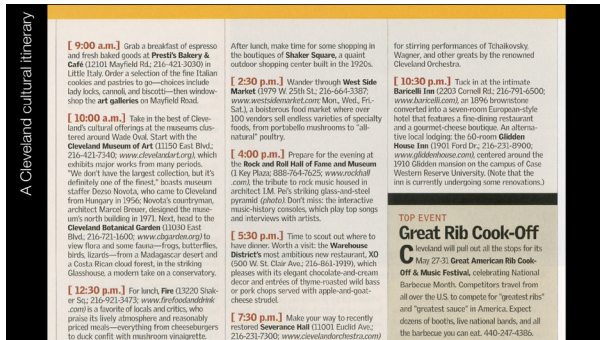 A Cleveland cultural itinerary
[ 9:00 a.m.] Grab a breakfast of espresso
and fresh baked goods at Presti's Bakery &
Café (12101 Mayfield Rd.; 216-421-3030) in
Little Italy. Order a selection of the fine Italian
cookies and pastries to go—choices include
lady locks, cannoli, and biscotti—then window-
shop the art galleries on Mayfield Road.
[ 10:00 a.m.] Take in the best of Cleve-
land's cultural offerings at the museums clus-
tered around Wade Oval. Start with the
Cleveland Museum of Art (11150 East Blvd.;
216-421-7340; www.clevelandart.org), which
exhibits major works from many periods.
"We don't have the largest collection, but it's
definitely one of the finest," boasts museum
staffer Dezso Novota, who came to Cleveland
from Hungary in 1956; Novota's countryman,
architect Marcel Breuer, designed the muse-
um's north building in 1971. Next, head to the
Cleveland Botanical Garden (11030 East
Blvd.; 216-721-1600; www.cbgarden.org) to
view flora and some fauna—frogs, butterflies,
birds, lizards—from a Madagascar desert and
a Costa Rican cloud forest, in the striking
Glasshouse, a modern take on a conservatory.
[ 12:30 p.m.] For lunch, Fire (13220 Shak-
er Sq.; 216-921-3473; www.firefoodanddrink
.com) is a favorite of locals and critics, who
praise its lively atmosphere and reasonably
priced meals—everything from cheeseburgers
to duck confit with mushroom vinaigrette.
After lunch, make time for some shopping in
the boutiques of Shaker Square, a quaint
outdoor shopping center built in the 1920s.
[ 2:30 p.m.] Wander through West Side
Market (1979 W. 25th St.; 216-664-3387;
www.westsidemarket.com; Mon., Wed., Fri.-
Sat.), a boisterous food market where over
100 vendors sell endless varieties of specialty
foods, from portobello mushrooms to "all-
natural" poultry.
[ 4:00 p.m.] Prepare for the evening at
the Rock and Roll Hall of Fame and Museum
(1 Key Plaza; 888-764-7625; www.rockhall
.com), the tribute to rock music housed in
architect I.M. Pei's striking glass-and-steel
pyramid (photo). Don't miss: the interactive
music-history consoles, which play top songs
and interviews with artists.
[ 5:30 p.m.] Time to scout out where to
have dinner. Worth a visit: the Warehouse
District's most ambitious new restaurant, XO
(500 W. St. Clair Ave.; 216-861-1919), which
pleases with its elegant chocolate-and-cream
decor and entrées of thyme-roasted wild bass
or pork chops served with apple-and-goat-
cheese strudel.
[ 7:30 p.m.] Make your way to recently
restored Severance Hall (11001 Euclid Ave.;
216-231-7300; www.clevelandorchestra.com)
for stirring performances of Tchaikovsky,
Wagner, and other greats by the renowned
Cleveland Orchestra.
[ 10:30 p.m.] Tuck in at the intimate
Baricelli Inn (2203 Cornell Rd.; 216-791-6500;
www.baricelli.com), an 1896 brownstone
converted into a seven-room European-style
hotel that features a fine-dining restaurant
and a gourmet-cheese boutique. An alterna-
tive local lodging: the 60-room Glidden
House Inn (1901 Ford Dr.; 216-231-8900;
www.gliddenhouse.com), centered around the
1910 Glidden mansion on the campus of Case
Western Reserve University. (Note that the
inn is currently undergoing some renovations.)
TOP EVENT
Great Rib Cook-Off
Cleveland will pull out all the stops for its
May 27-31 Great American Rib Cook-
Off & Music Festival, celebrating National
Barbecue Month. Competitors travel from
all over the U.S. to compete for "greatest ribs"
and "greatest sauce" in America. Expect
dozens of booths, live national bands, and all
the barbecue you can eat. 440-247-4386.